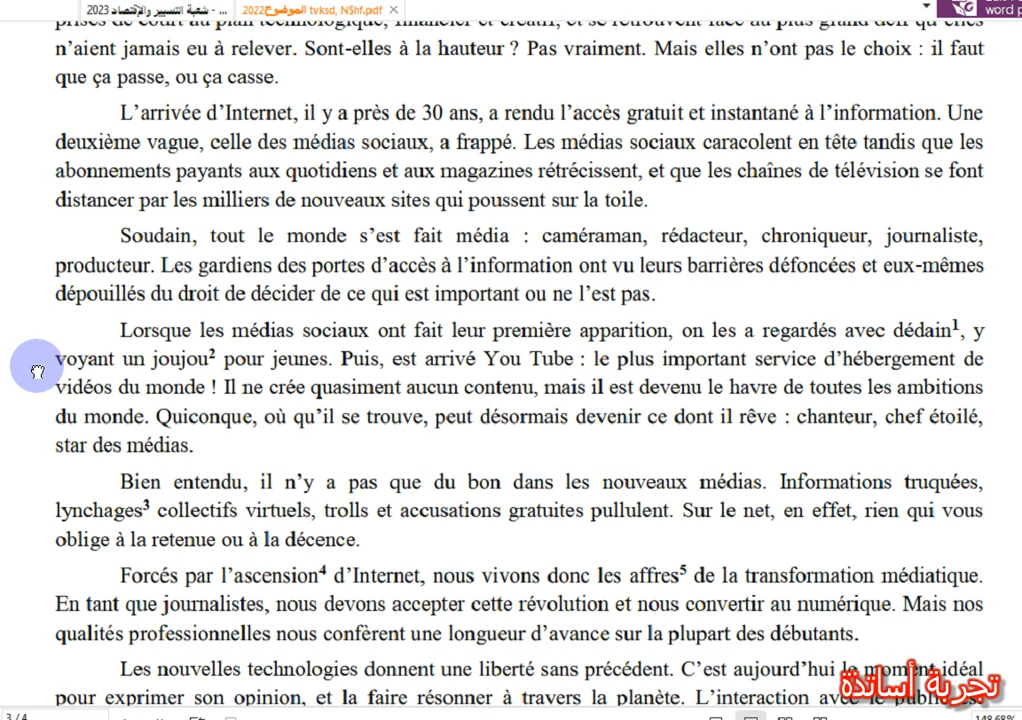 2023 شعبة التسيير والإقتصاد - ...
2022الموضوع tvksd, N$hf.pdf
word p
prises de court au plan technologique, financier et créatif, et se retrouvent face au plus grand défi qu'elles
n'aient jamais eu à relever. Sont-elles à la hauteur ? Pas vraiment. Mais elles n'ont pas le choix : il faut
que ça passe, ou ça casse.
L'arrivée d'Internet, il y a près de 30 ans, a rendu l'accès gratuit et instantané à l'information. Une
deuxième vague, celle des médias sociaux, a frappé. Les médias sociaux caracolent en tête tandis que les
abonnements payants aux quotidiens et aux magazines rétrécissent, et que les chaînes de télévision se font
distancer par les milliers de nouveaux sites qui poussent sur la toile.
Soudain, tout le monde s'est fait média : caméraman, rédacteur, chroniqueur, journaliste,
producteur. Les gardiens des portes d'accès à l'information ont vu leurs barrières défoncées et eux-mêmes
dépouillés du droit de décider de ce qui est important ou ne l'est pas.
Lorsque les médias sociaux ont fait leur première apparition, on les a regardés avec dédain¹, y
voyant un joujou² pour jeunes. Puis, est arrivé You Tube : le plus important service d'hébergement de
vidéos du monde ! Il ne crée quasiment aucun contenu, mais il est devenu le havre de toutes les ambitions
du monde. Quiconque, où qu'il se trouve, peut désormais devenir ce dont il rêve : chanteur, chef étoilé,
star des médias.
Bien entendu, il n'y a pas que du bon dans les nouveaux médias. Informations truquées,
lynchages³ collectifs virtuels, trolls et accusations gratuites pullulent. Sur le net, en effet, rien qui vous
oblige à la retenue ou à la décence.
Forcés par l'ascension⁴ d'Internet, nous vivons donc les affres⁵ de la transformation médiatique.
En tant que journalistes, nous devons accepter cette révolution et nous convertir au numérique. Mais nos
qualités professionnelles nous confèrent une longueur d'avance sur la plupart des débutants.
Les nouvelles technologies donnent une liberté sans précédent. C'est aujourd'hui le moment idéal
pour exprimer son opinion, et la faire résonner à travers la planète. L'interaction avec le public est
تجربة أساتذة
3 / 4
148.68%